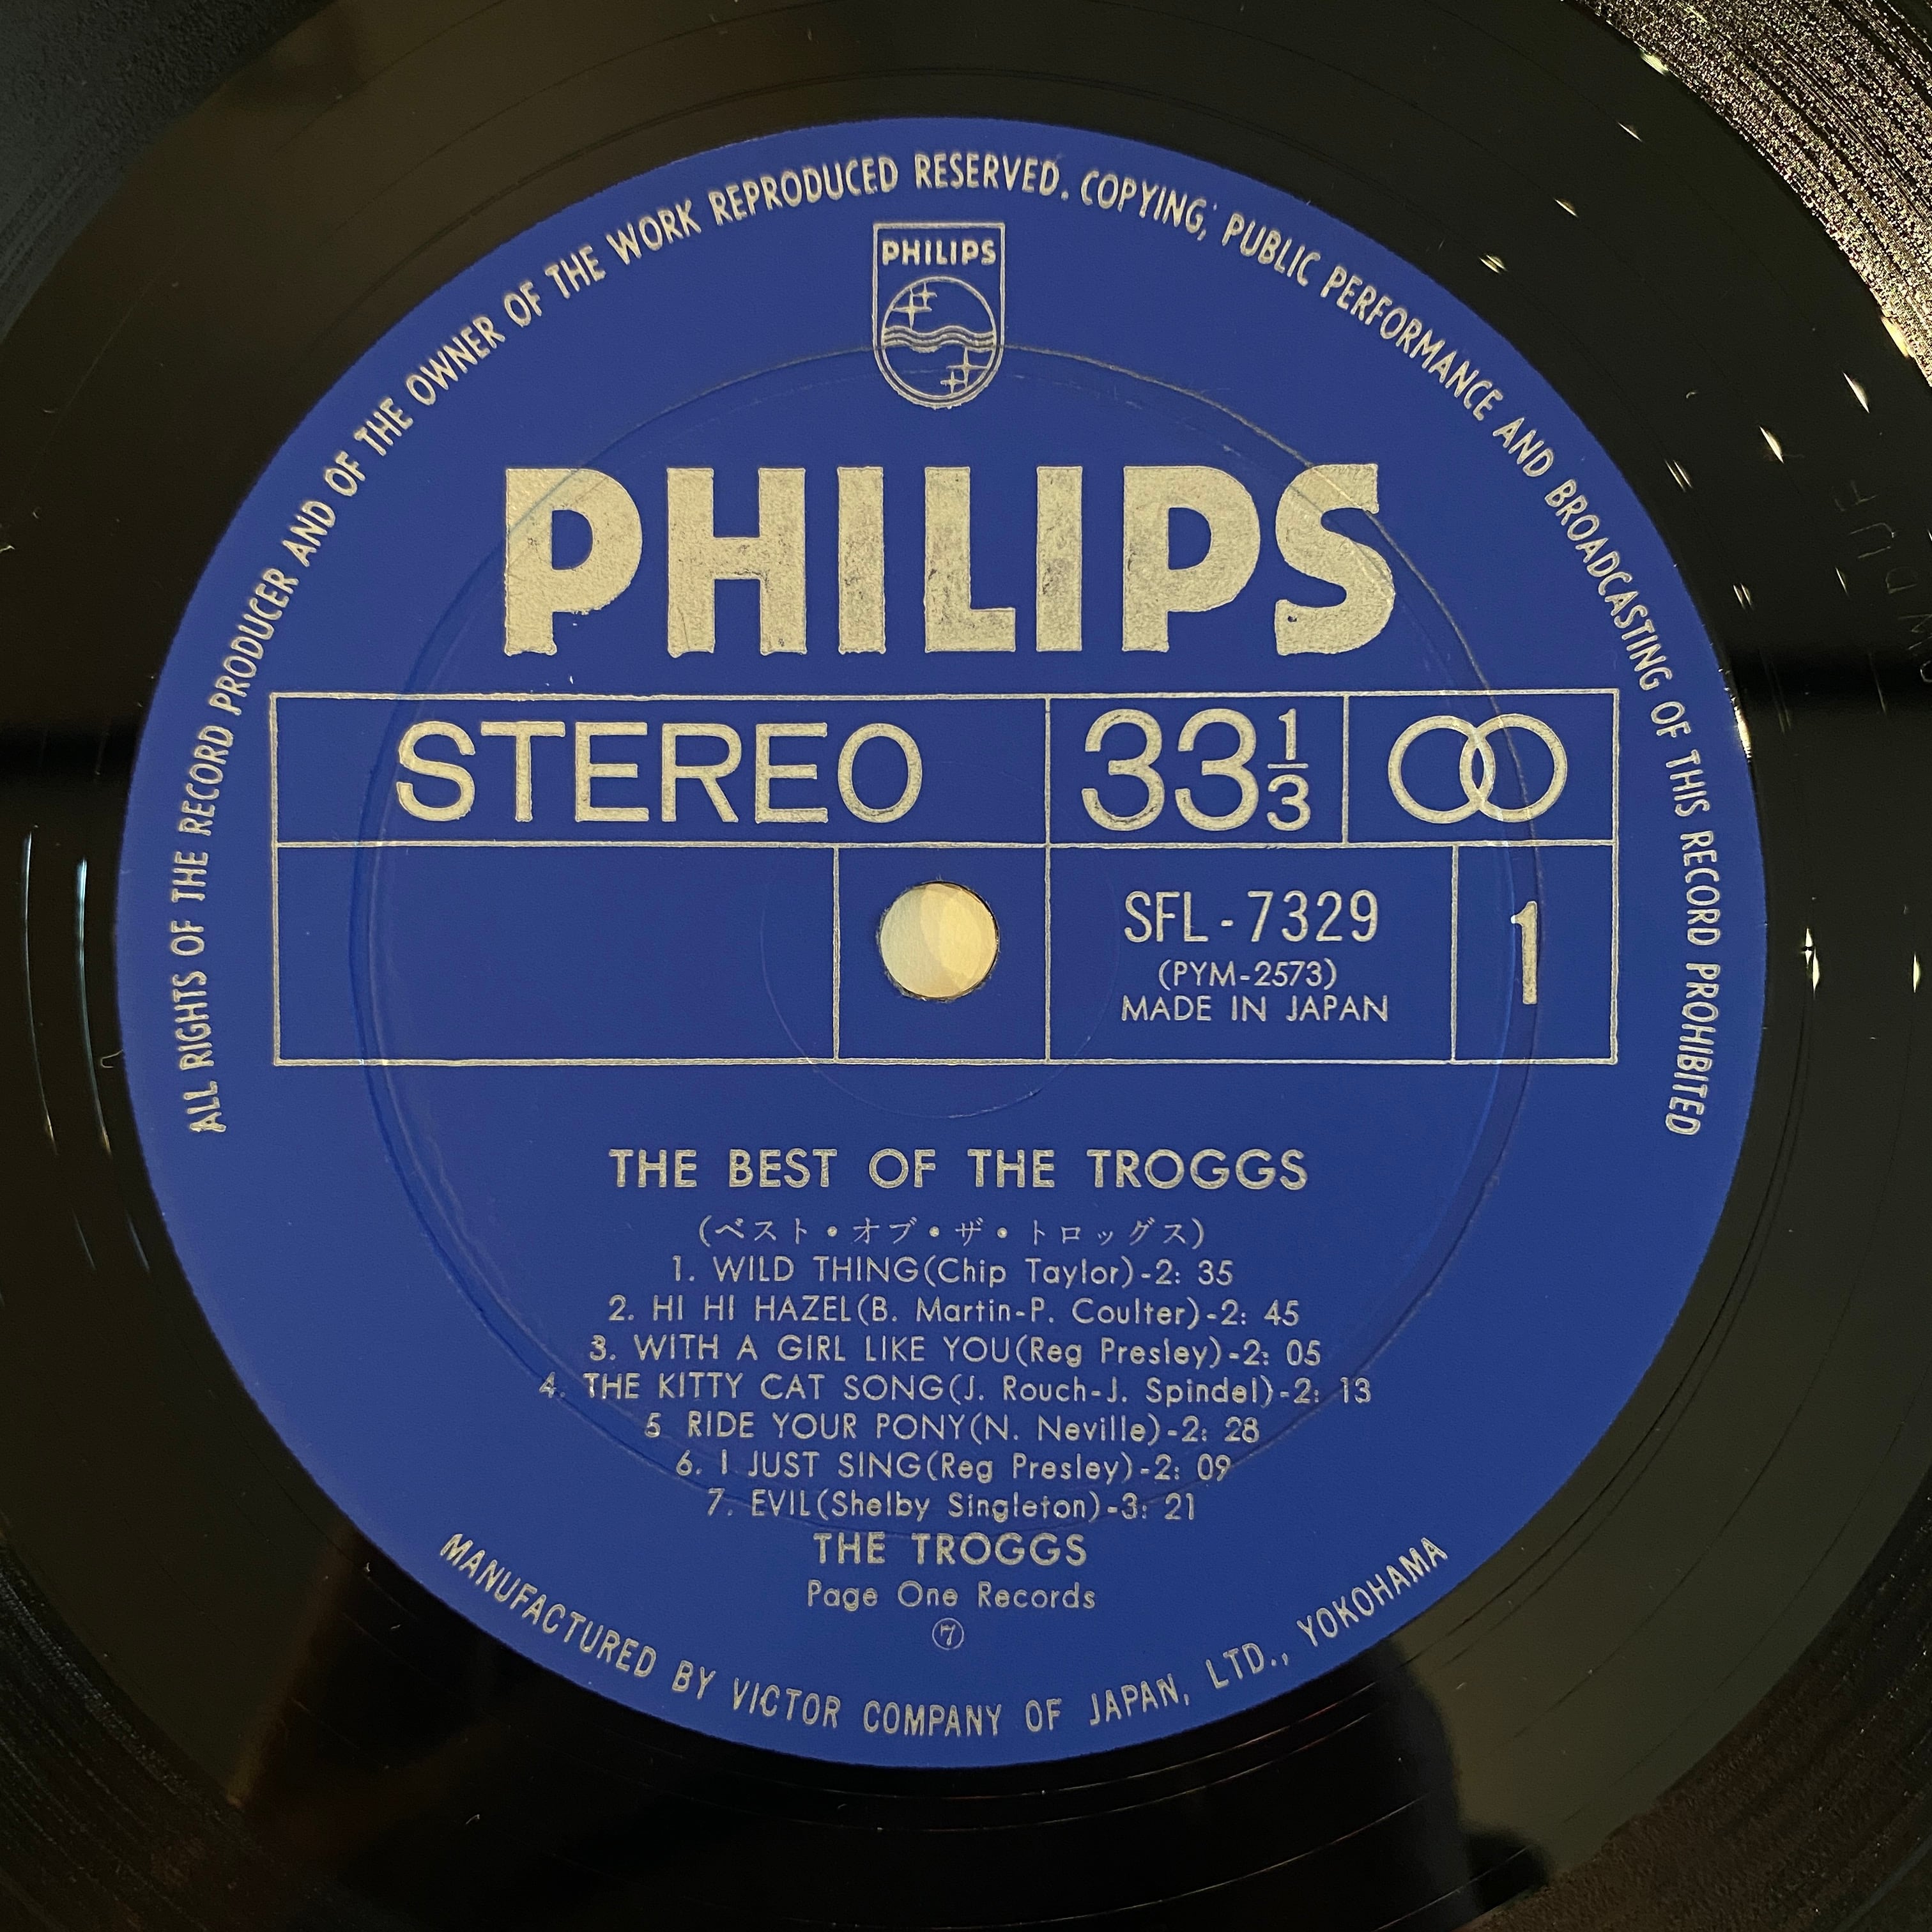 ALL RIGHTS OF THE RECORD PRODUCER AND OF THE OWNER OF THE WORK REPRODUCED RESERVED. COPYING, PUBLIC PERFORMANCE AND BROADCASTING OF THIS RECORD PROHIBITED
PHILIPS
PHILIPS
STEREO 33 1/3
SFL-7329 1
(PYM-2573)
MADE IN JAPAN
THE BEST OF THE TROGGS
(ベスト・オブ・ザ・トロッグス)
1. WILD THING(Chip Taylor)-2: 35
2. HI HI HAZEL(B. Martin-P. Coulter)-2: 45
3. WITH A GIRL LIKE YOU(Reg Presley)-2: 05
4. THE KITTY CAT SONG(J. Rouch-J. Spindel)-2: 13
5 RIDE YOUR PONY(N. Neville)-2: 28
6. I JUST SING(Reg Presley)-2: 09
7. EVIL(Shelby Singleton)-3: 21
THE TROGGS
Page One Records
⑦
MANUFACTURED BY VICTOR COMPANY OF JAPAN, LTD., YOKOHAMA